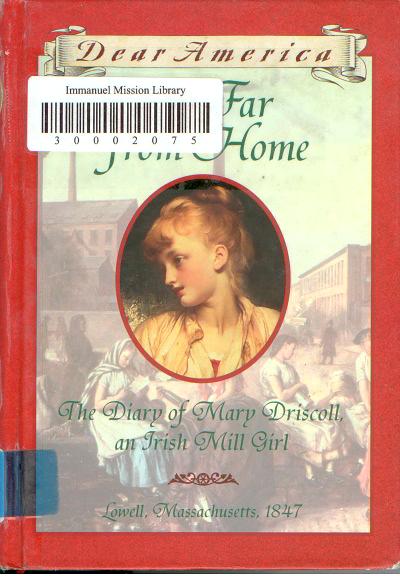 Dear America
Immanuel Mission Library
30002075
Far
from Home
The Diary of Mary Driscoll,
an Irish Mill Girl
Lowell, Massachusetts, 1847